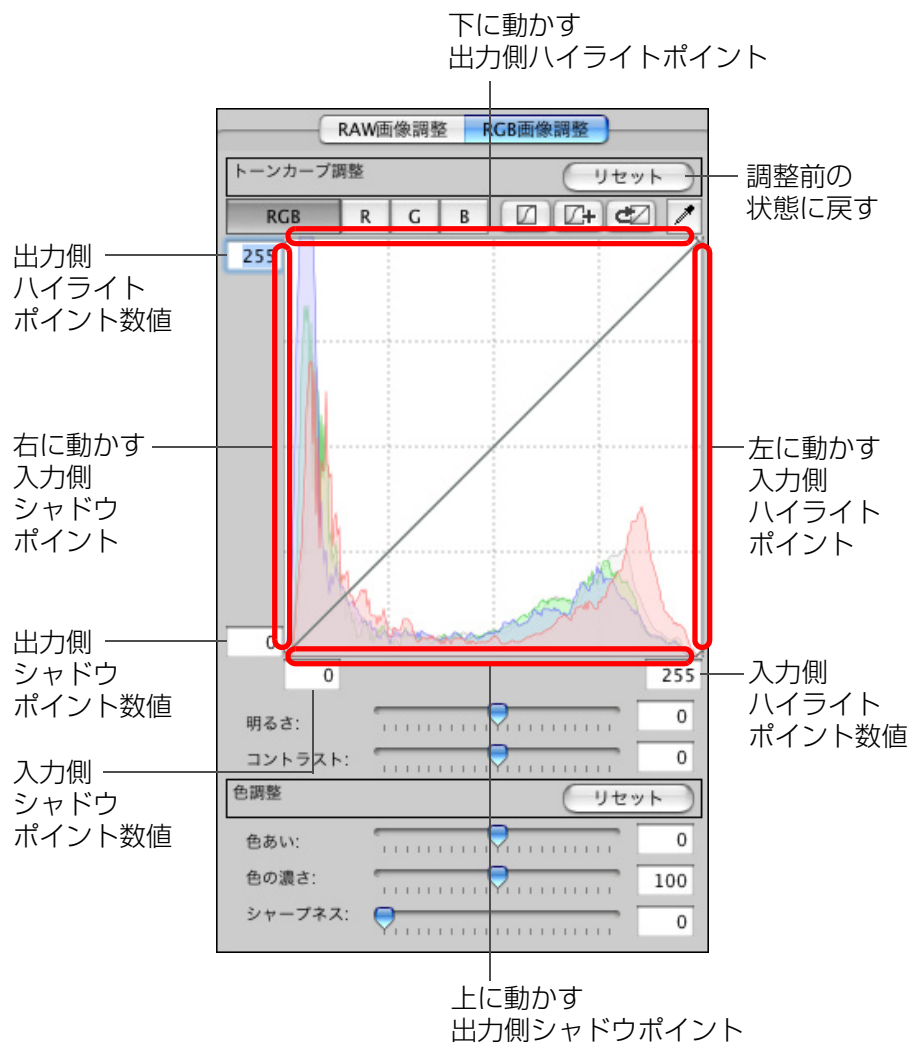 下に動かす
出力側ハイライトポイント
RAW画像調整 RGB画像調整
トーンカーブ調整 リセット
調整前の
状態に戻す
RGB R G B
255
出力側
ハイライト
ポイント数値
右に動かす
入力側
シャドウ
ポイント
左に動かす
入力側
ハイライト
ポイント
出力側
シャドウ
ポイント数値
0
0 255
入力側
ハイライト
ポイント数値
明るさ: 0
コントラスト: 0
入力側
シャドウ
ポイント数値
色調整 リセット
色あい: 0
色の濃さ: 100
シャープネス: 0
上に動かす
出力側シャドウポイント